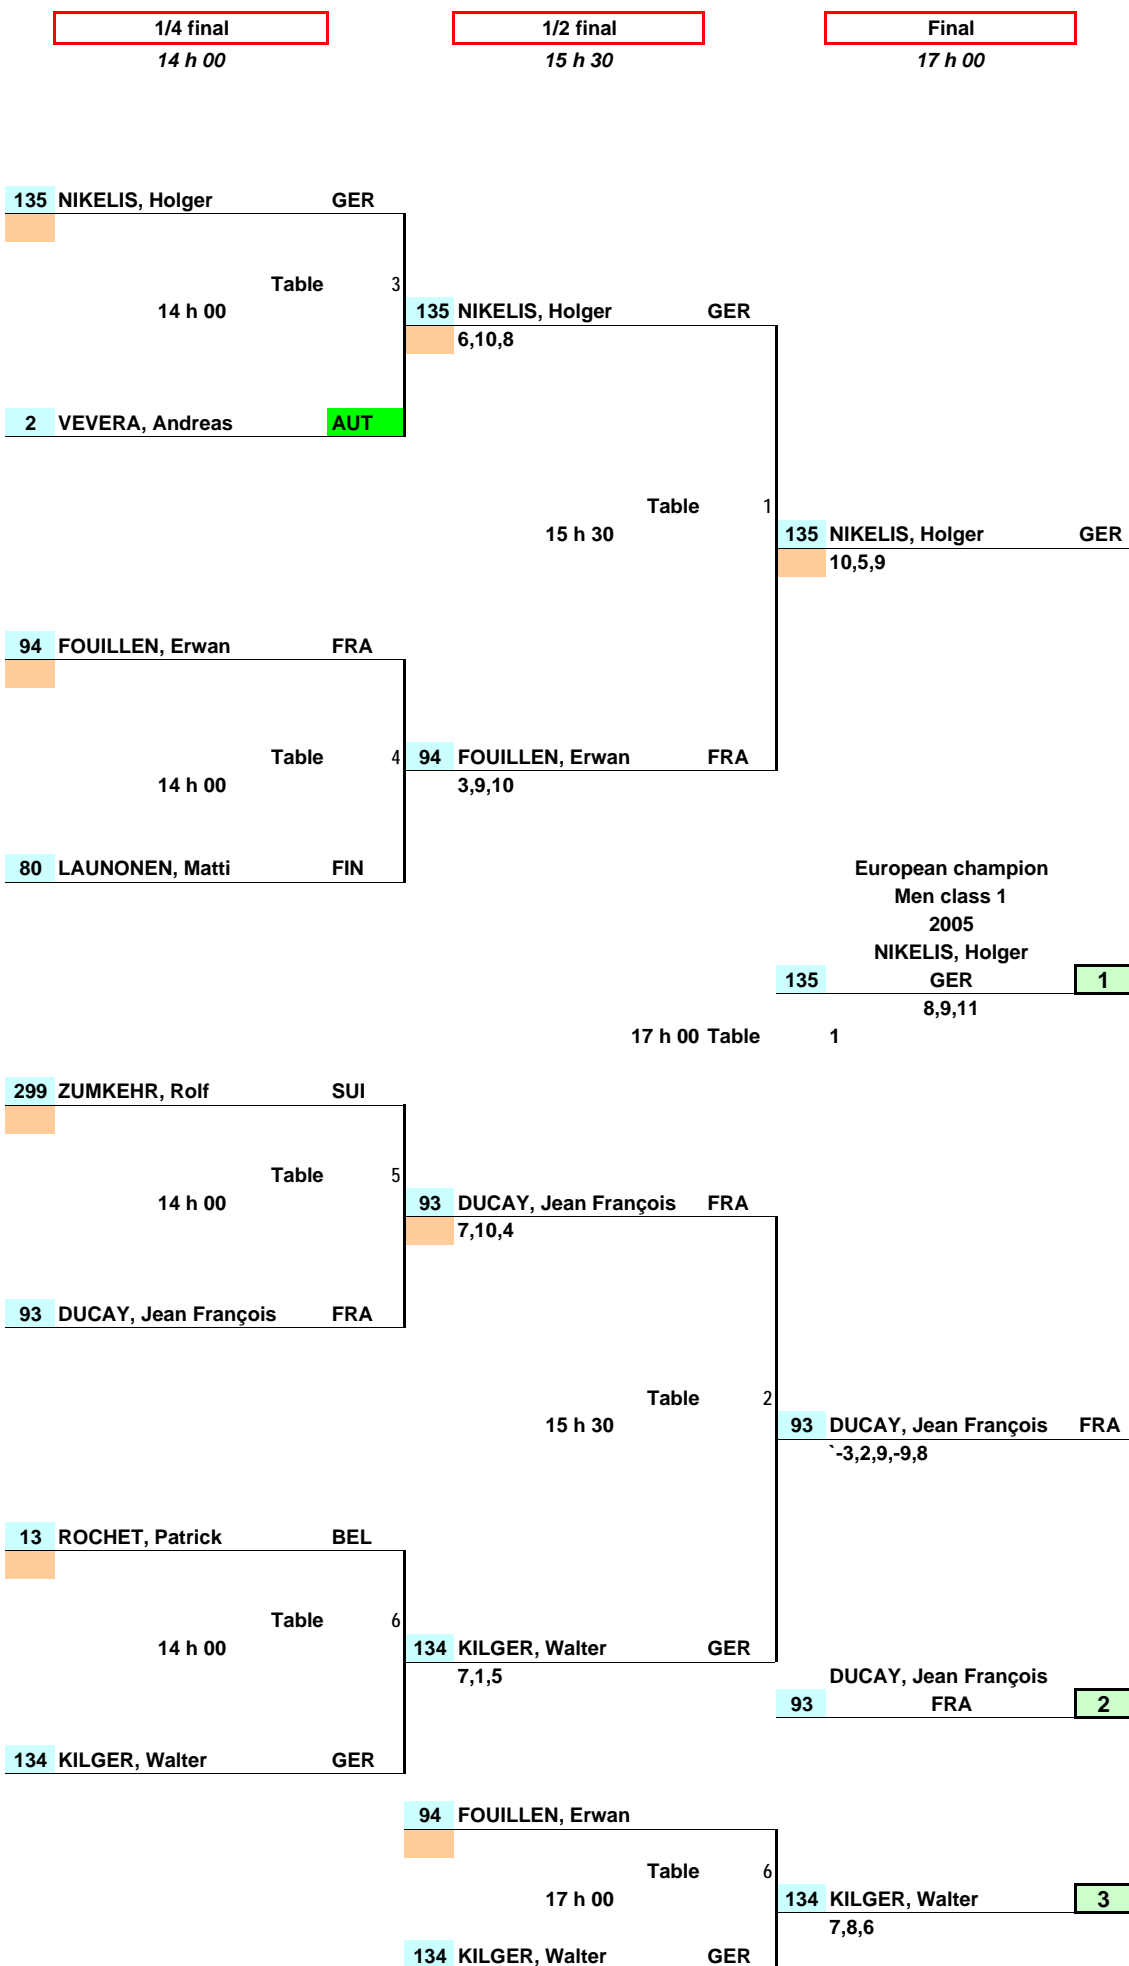 1/4 final 1/2 final Final
14 h 00 15 h 30 17 h 00
135 NIKELIS, Holger GER
Table 3
14 h 00 135 NIKELIS, Holger GER
6,10,8
2 VEVERA, Andreas AUT
Table 1
15 h 30 135 NIKELIS, Holger GER
10,5,9
94 FOUILLEN, Erwan FRA
Table 4 94 FOUILLEN, Erwan FRA
14 h 00 3,9,10
80 LAUNONEN, Matti FIN European champion
Men class 1
2005
NIKELIS, Holger
135 GER 1
8,9,11
17 h 00 Table 1
299 ZUMKEHR, Rolf SUI
Table 5
14 h 00 93 DUCAY, Jean François FRA
7,10,4
93 DUCAY, Jean François FRA
Table 2
15 h 30 93 DUCAY, Jean François FRA
`-3,2,9,-9,8
13 ROCHET, Patrick BEL
Table 6
14 h 00 134 KILGER, Walter GER
7,1,5 DUCAY, Jean François
93 FRA 2
134 KILGER, Walter GER
94 FOUILLEN, Erwan
Table 6
17 h 00 134 KILGER, Walter 3
7,8,6
134 KILGER, Walter GER